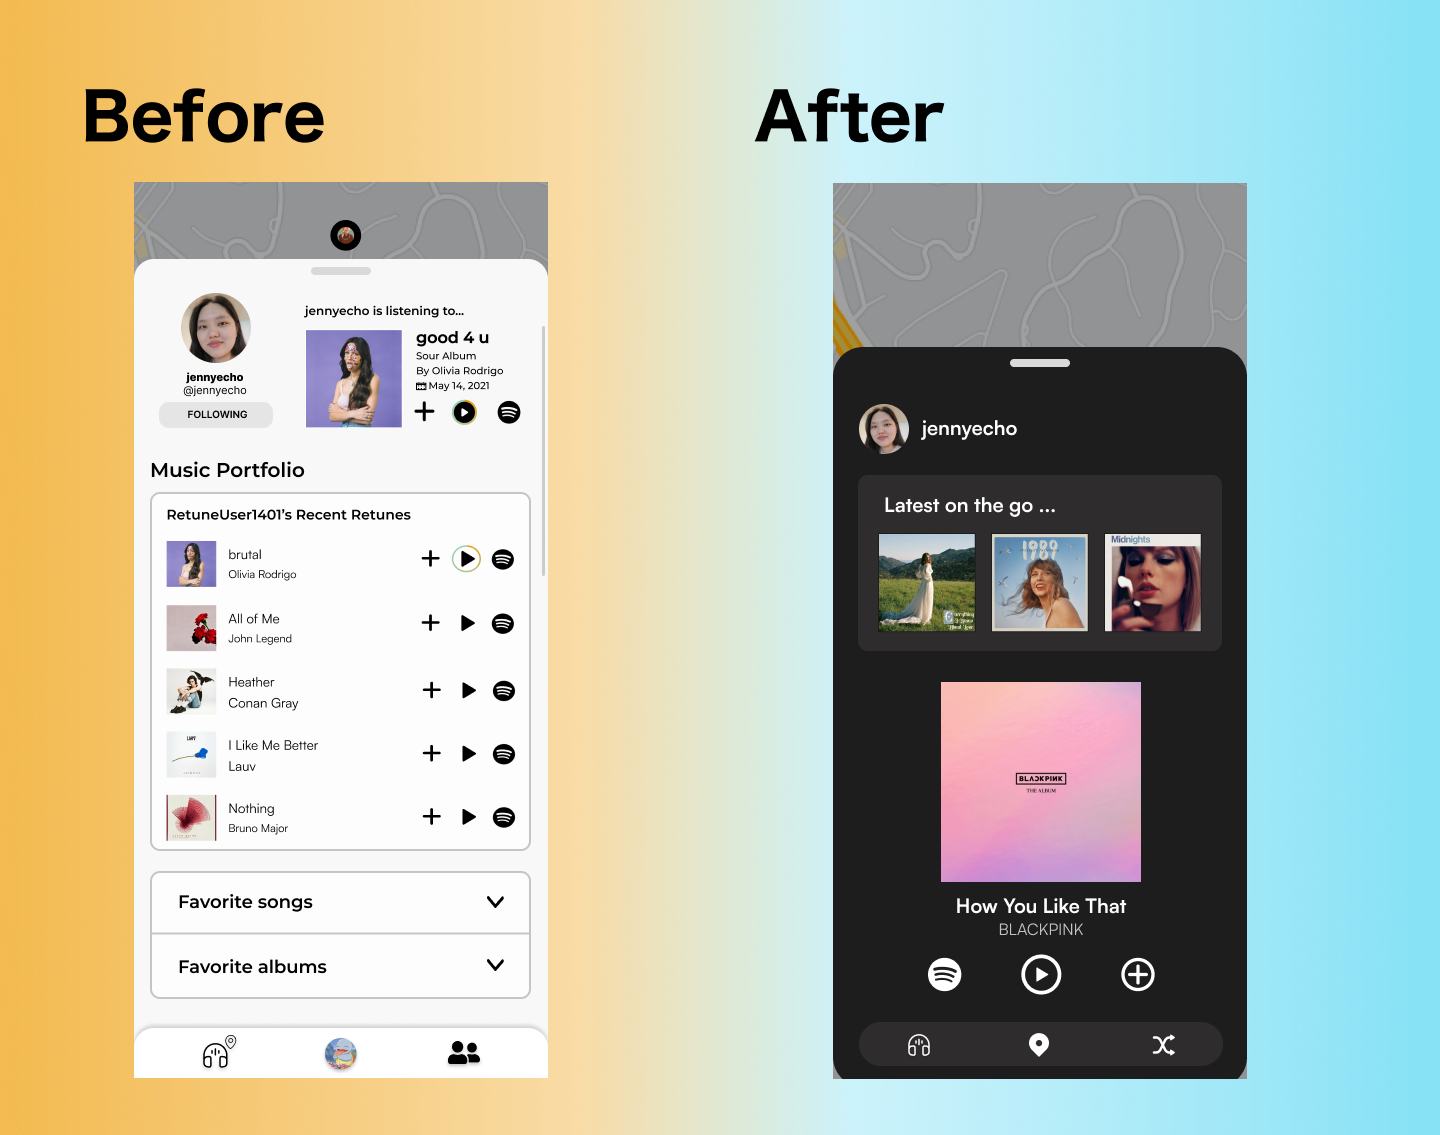 Before
After
jennyecho is listening to...
good 4 u
Sour Album
By Olivia Rodrigo
May 14, 2021
jennyecho
@jennyecho
FOLLOWING
Music Portfolio
RetuneUser1401's Recent Retunes
brutal
Olivia Rodrigo
All of Me
John Legend
Heather
Conan Gray
I Like Me Better
Lauv
Nothing
Bruno Major
Favorite songs
Favorite albums
jennyecho
Latest on the go ...
1989
Midnights
BLACKPINK
THE ALBUM
How You Like That
BLACKPINK